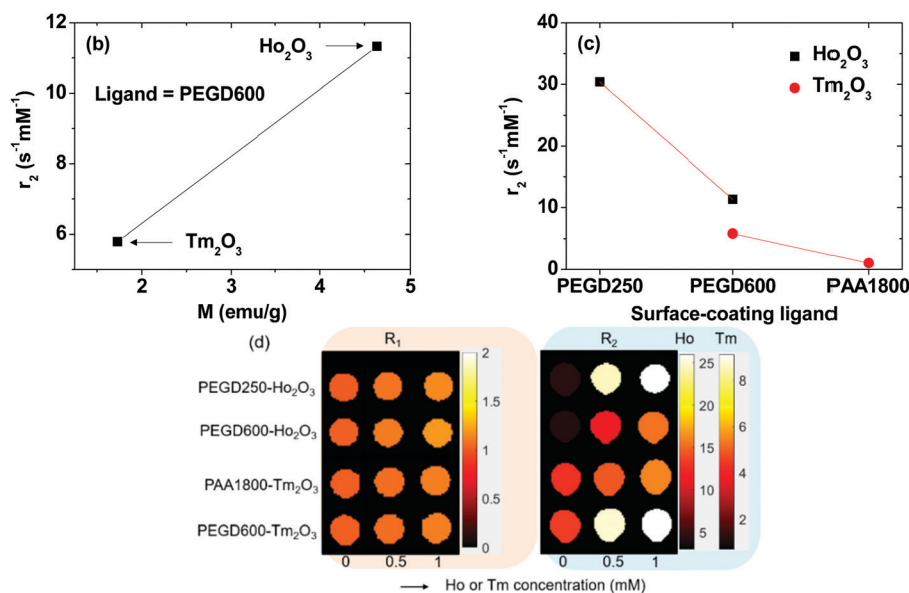 (b)
Ho₂O₃
Ligand = PEGD600
Tm₂O₃
12
10
8
6
r₂ (s⁻¹mM⁻¹)
2
3
4
5
M (emu/g)
(c)
Ho₂O₃
Tm₂O₃
40
30
20
10
0
r₂ (s⁻¹mM⁻¹)
PEGD250
PEGD600
PAA1800
Surface-coating ligand
(d)
R₁
R₂
Ho
Tm
PEGD250-Ho₂O₃
PEGD600-Ho₂O₃
PAA1800-Tm₂O₃
PEGD600-Tm₂O₃
2
1.5
1
0.5
0
25
20
15
10
5
8
6
4
2
0 0.5 1
0 0.5 1
→ Ho or Tm concentration (mM)